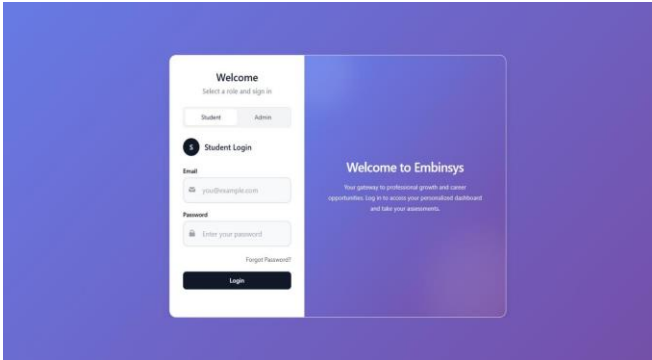 Welcome
Select a role and sign in
Student
Admin
S
Student Login
Email
you@example.com
Password
Enter your password
Forgot Password?
Login
Welcome to Embinsys
Your gateway to professional growth and career
opportunities. Log in to access your personalized dashboard
and take your assessments.